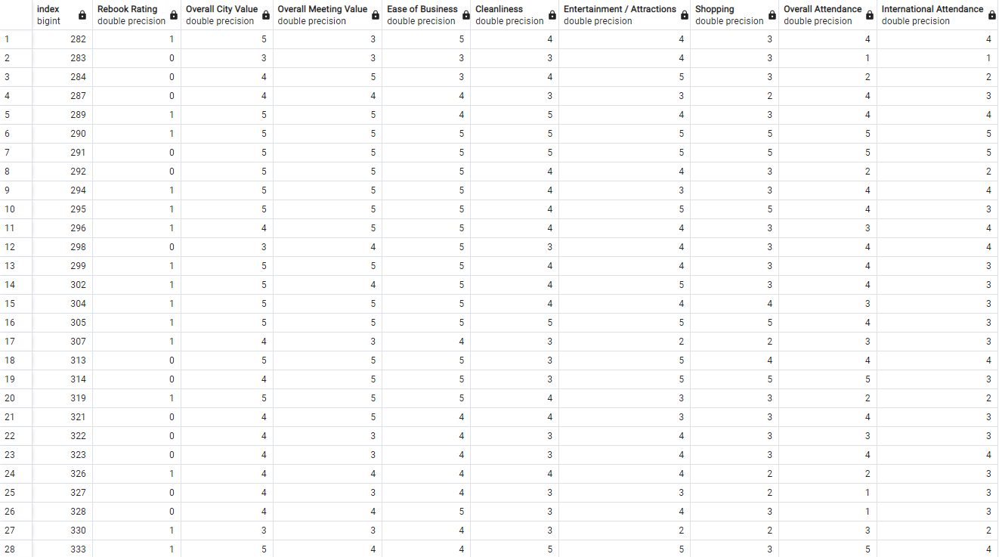 index Rebook Rating Overall City Value Overall Meeting Value Ease of Business Cleanliness Entertainment / Attractions Shopping Overall Attendance International Attendance
bigint double precision double precision double precision double precision double precision double precision double precision double precision double precision
1 282 1 5 3 5 4 4 3 4 4
2 283 0 3 3 3 3 4 3 1 1
3 284 0 4 5 3 4 5 3 2 2
4 287 0 4 4 4 3 3 2 4 3
5 289 1 5 5 4 5 4 3 4 4
6 290 1 5 5 5 5 5 5 5 5
7 291 0 5 5 5 5 5 5 5 5
8 292 0 5 5 5 4 4 3 2 2
9 294 1 5 5 5 4 3 3 4 4
10 295 1 5 5 5 4 5 5 4 3
11 296 1 4 5 5 4 4 3 3 4
12 298 0 3 4 5 3 4 3 4 4
13 299 1 5 5 5 4 4 3 4 3
14 302 1 5 4 5 4 5 3 4 3
15 304 1 5 5 5 4 4 4 3 3
16 305 1 5 5 5 5 5 5 4 3
17 307 1 4 3 4 3 2 2 3 3
18 313 0 5 5 5 3 5 4 4 4
19 314 0 4 5 5 3 5 5 5 3
20 319 1 5 5 5 4 3 3 2 2
21 321 0 4 5 4 4 3 3 4 3
22 322 0 4 3 4 3 4 3 3 3
23 323 0 4 3 4 3 4 3 4 4
24 326 1 4 4 4 4 4 2 2 3
25 327 0 4 3 4 3 3 2 1 3
26 328 0 4 4 5 3 4 3 1 3
27 330 1 3 3 4 3 2 2 3 2
28 333 1 5 4 4 5 5 3 5 4